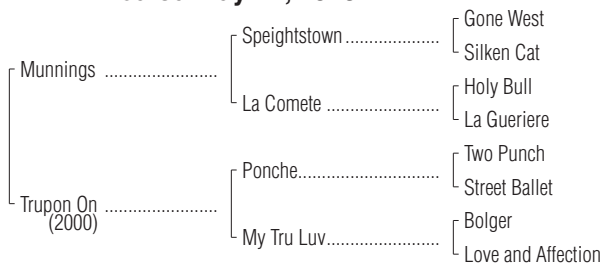 Gone West
Speightstown
Silken Cat
Munnings
Holy Bull
La Comete
La Gueriere
Two Punch
Ponche
Street Ballet
Trupon On
(2000)
Bolger
My Tru Luv
Love and Affection